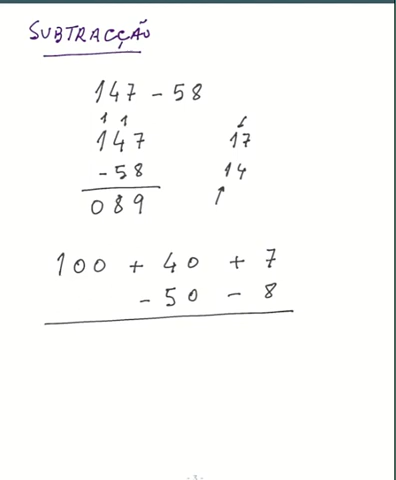 SUBTRACÇÃO
147 - 58
1 1
147 17
- 58 14
089
100 + 40 + 7
- 50 - 8